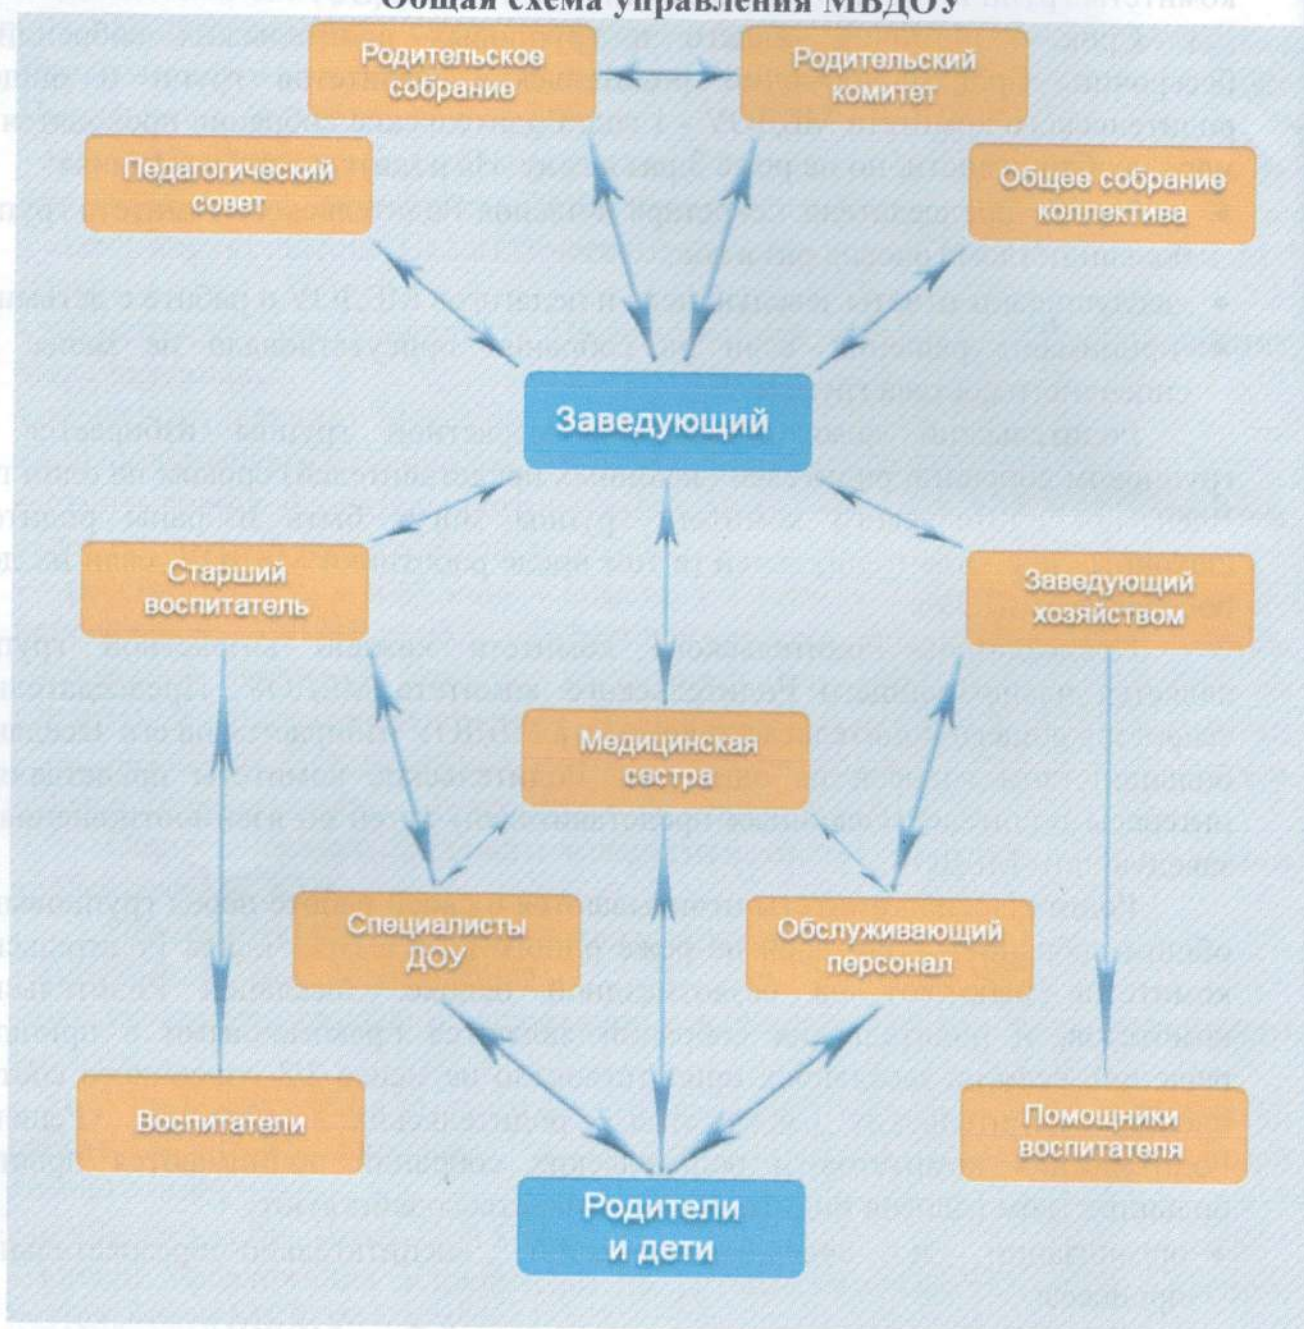 Общая схема управления МБДОУ
Родительское
собрание
Родительский
комитет
Педагогический
совет
Общее собрание
коллектива
Заведующий
Старший
воспитатель
Заведующий
хозяйством
Медицинская
сестра
Специалисты
ДОУ
Обслуживающий
персонал
Воспитатели
Помощники
воспитателя
Родители
и дети